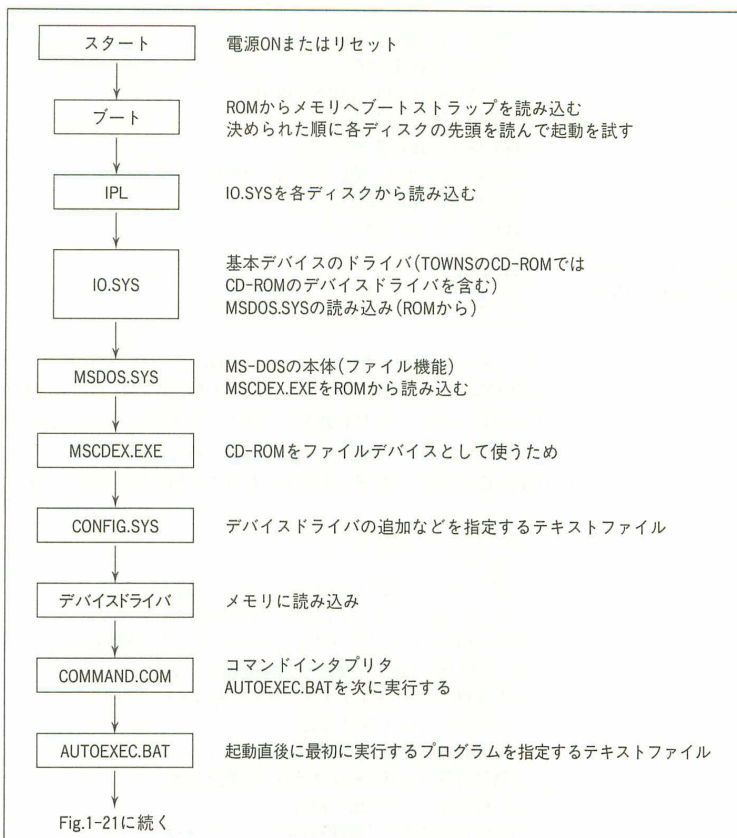 スタート
電源ONまたはリセット
ブート
ROMからメモリへブートストラップを読み込む
決められた順に各ディスクの先頭を読んで起動を試す
IPL
IO.SYSを各ディスクから読み込む
IO.SYS
基本デバイスのドライバ(TOWNSのCD-ROMでは
CD-ROMのデバイスドライバを含む)
MSDOS.SYSの読み込み(ROMから)
MSDOS.SYS
MS-DOSの本体(ファイル機能)
MSCDEX.EXEをROMから読み込む
MSCDEX.EXE
CD-ROMをファイルデバイスとして使うため
CONFIG.SYS
デバイスドライバの追加などを指定するテキストファイル
デバイスドライバ
メモリに読み込み
COMMAND.COM
コマンドインタプリタ
AUTOEXEC.BATを次に実行する
AUTOEXEC.BAT
起動直後に最初に実行するプログラムを指定するテキストファイル
Fig.1-21に続く